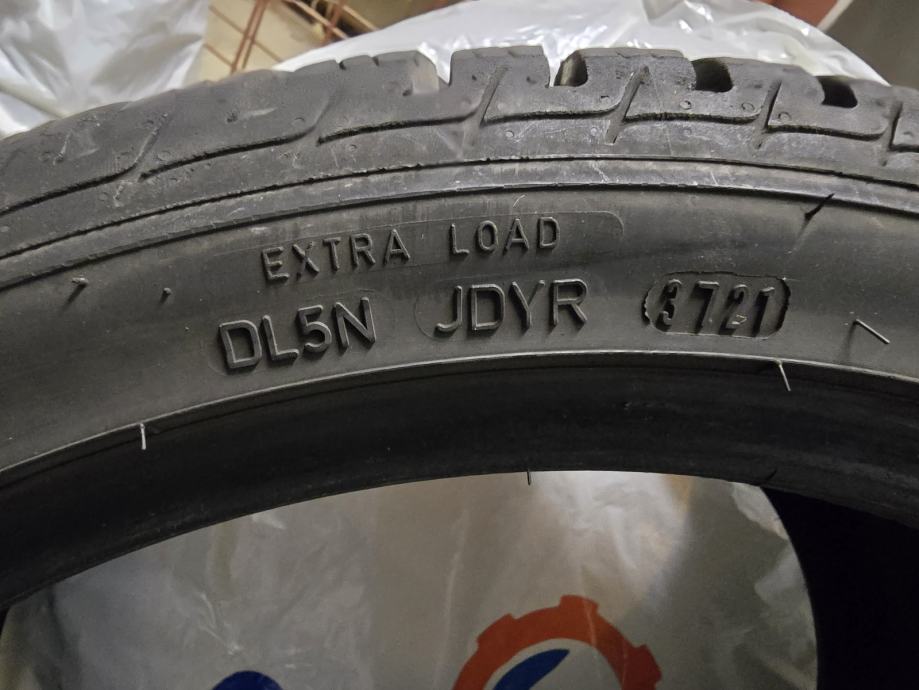 EXTRA LOAD
DL5N JDYR 3721